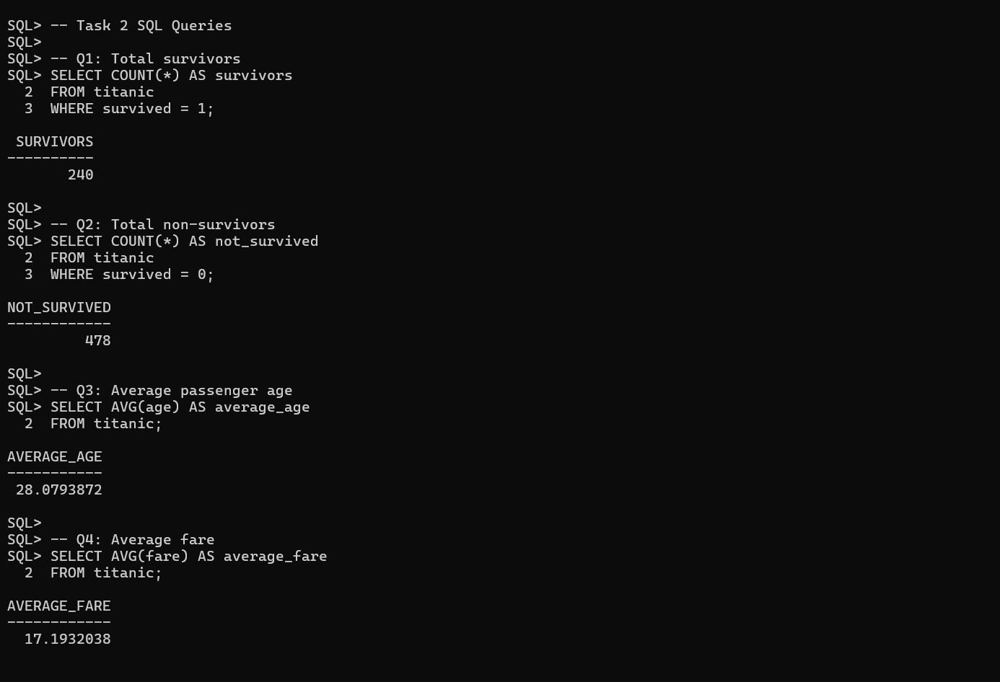 SQL> -- Task 2 SQL Queries
SQL>
SQL> -- Q1: Total survivors
SQL> SELECT COUNT(*) AS survivors
  2  FROM titanic
  3  WHERE survived = 1;

 SURVIVORS
----------
       240

SQL>
SQL> -- Q2: Total non-survivors
SQL> SELECT COUNT(*) AS not_survived
  2  FROM titanic
  3  WHERE survived = 0;

NOT_SURVIVED
------------
         478

SQL>
SQL> -- Q3: Average passenger age
SQL> SELECT AVG(age) AS average_age
  2  FROM titanic;

AVERAGE_AGE
-----------
 28.0793872

SQL>
SQL> -- Q4: Average fare
SQL> SELECT AVG(fare) AS average_fare
  2  FROM titanic;

AVERAGE_FARE
------------
  17.1932038